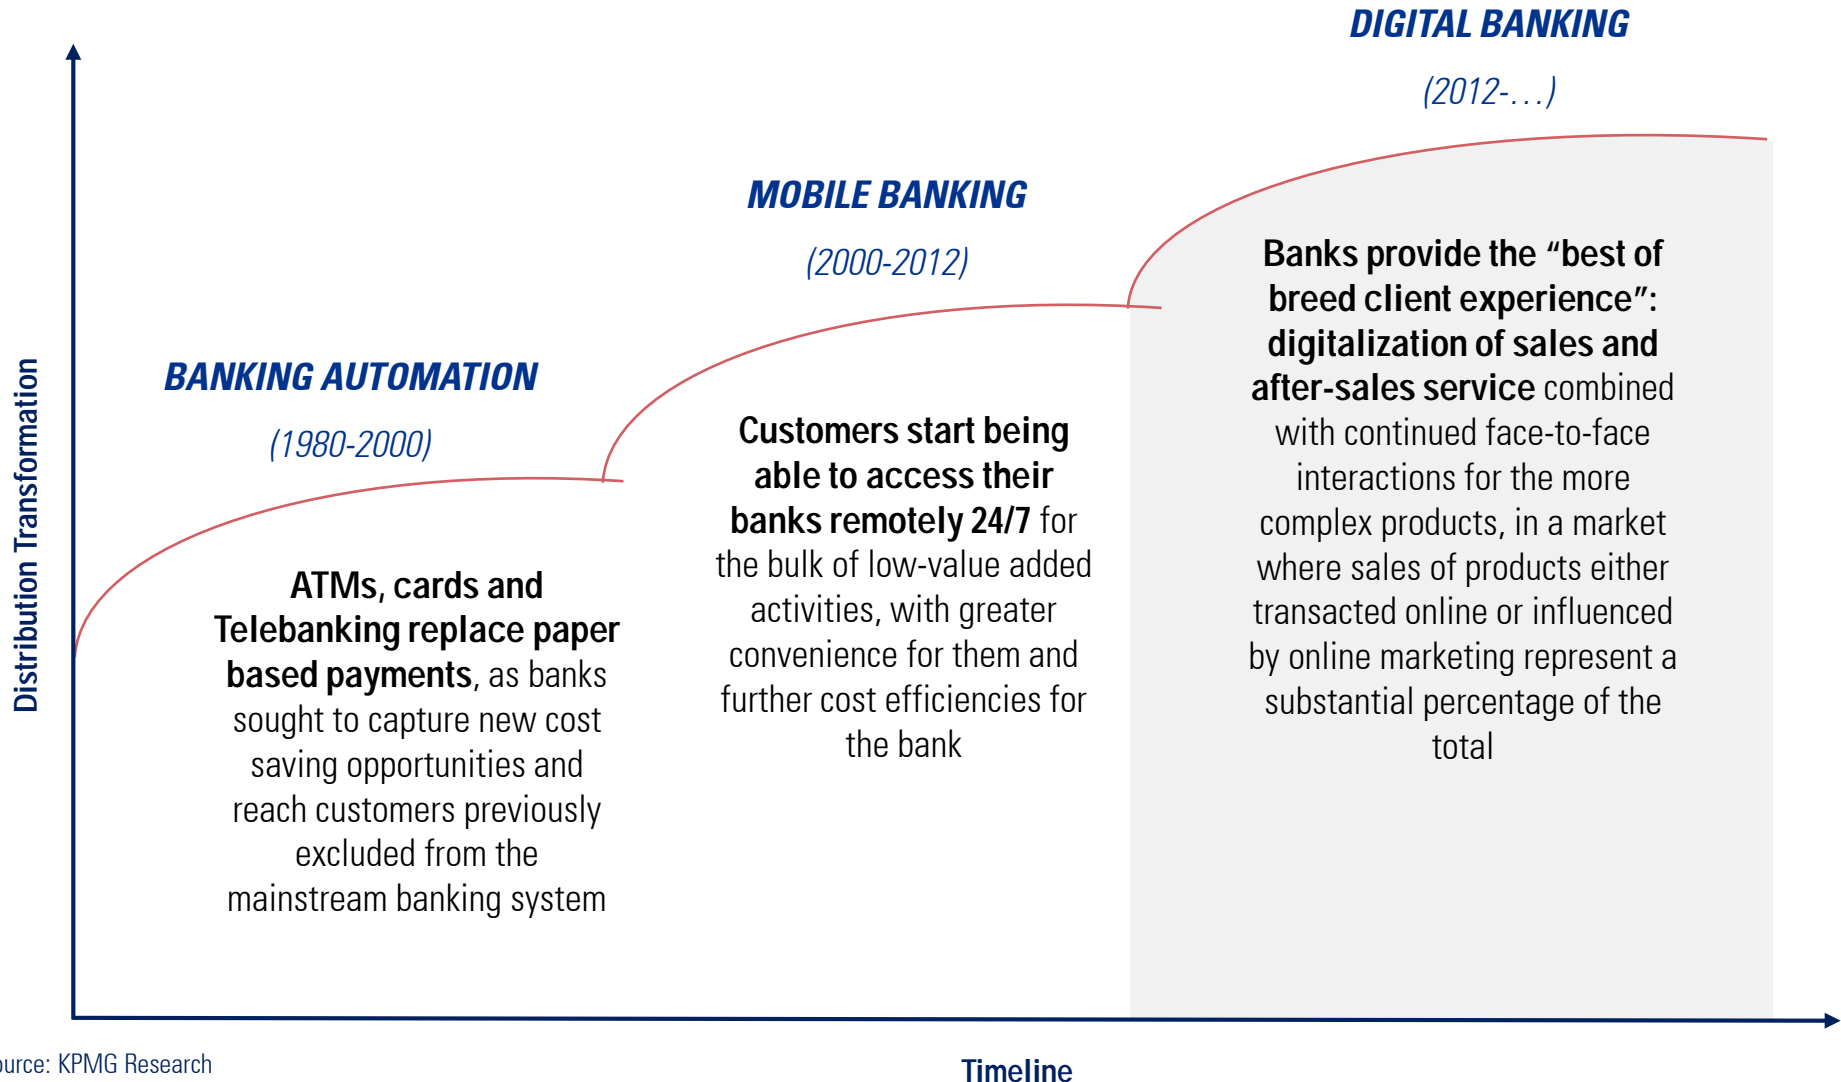 DIGITAL BANKING
(2012-…)
MOBILE BANKING
(2000-2012)
BANKING AUTOMATION
(1980-2000)
Distribution Transformation
ATMs, cards and
Telebanking replace paper
based payments, as banks
sought to capture new cost
saving opportunities and
reach customers previously
excluded from the
mainstream banking system
Customers start being
able to access their
banks remotely 24/7 for
the bulk of low-value added
activities, with greater
convenience for them and
further cost efficiencies for
the bank
Banks provide the “best of
breed client experience”:
digitalization of sales and
after-sales service combined
with continued face-to-face
interactions for the more
complex products, in a market
where sales of products either
transacted online or influenced
by online marketing represent a
substantial percentage of the
total
ource: KPMG Research
Timeline